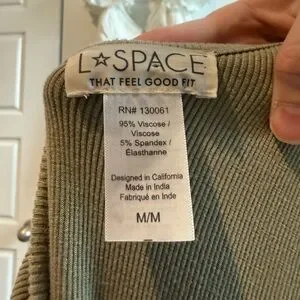 L☆SPACE
THAT FEEL GOOD FIT
RN# 130061
95% Viscose /
Viscose
5% Spandex /
Élasthanne
Designed in California
Made in India
Fabriqué en Inde
M/M